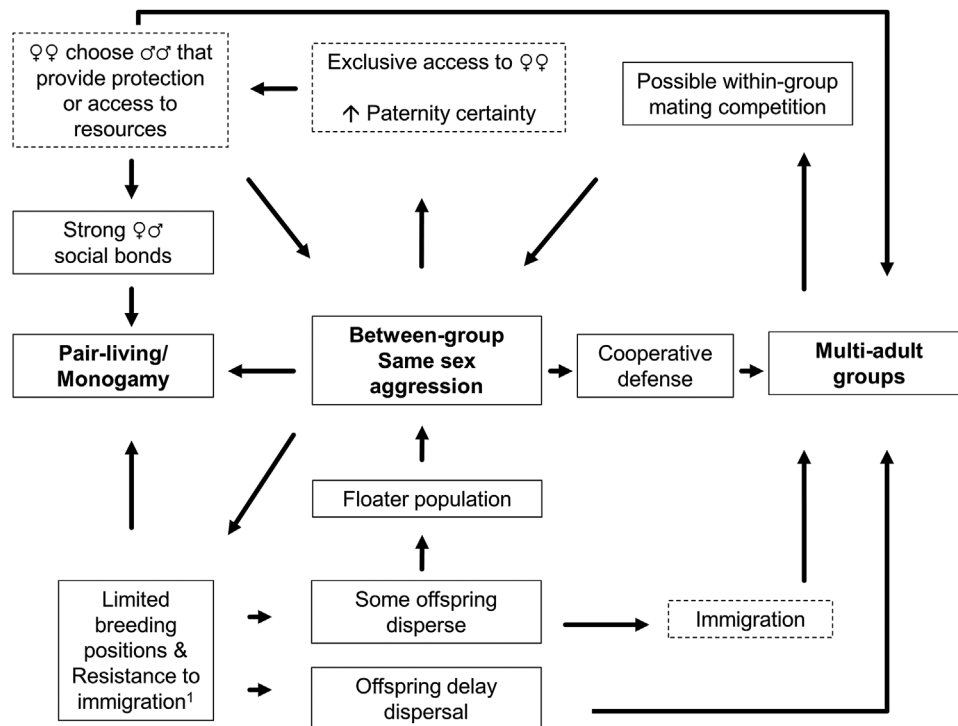 ♀♀ choose ♂♂ that
provide protection
or access to
resources
Exclusive access to ♀♀
↑ Paternity certainty
Possible within-group
mating competition
Strong ♀♂
social bonds
Pair-living/
Monogamy
Between-group
Same sex
aggression
Cooperative
defense
Multi-adult
groups
Floater population
Limited
breeding
positions &
Resistance to
immigration¹
Some offspring
disperse
Immigration
Offspring delay
dispersal